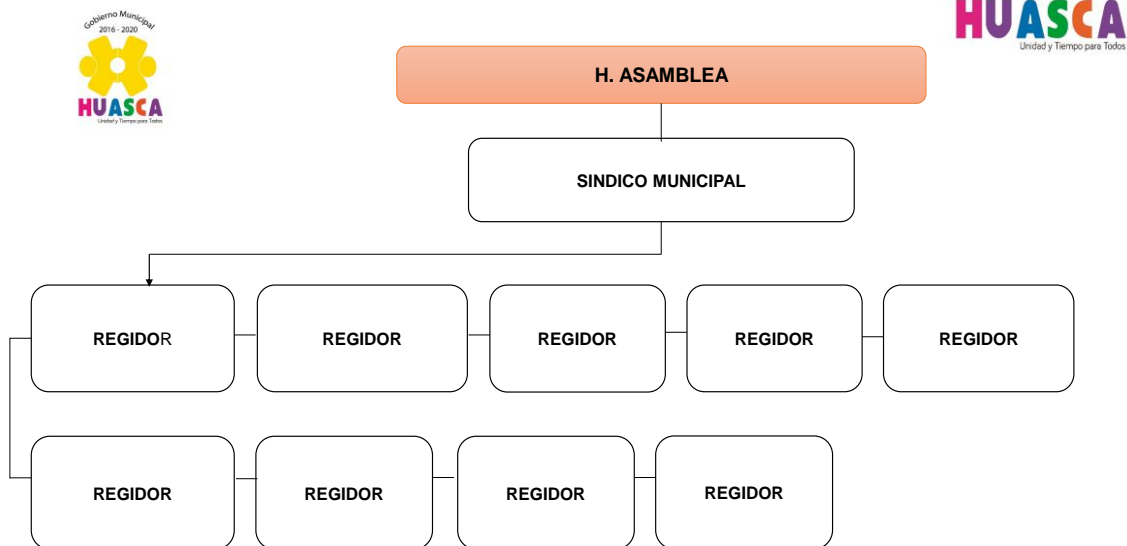 Gobierno Municipal
2016 - 2020
HUASCA
Unidad y Tiempo para Todos
HUASCA
Unidad y Tiempo para Todos
H. ASAMBLEA
SINDICO MUNICIPAL
REGIDOR
REGIDOR
REGIDOR
REGIDOR
REGIDOR
REGIDOR
REGIDOR
REGIDOR
REGIDOR